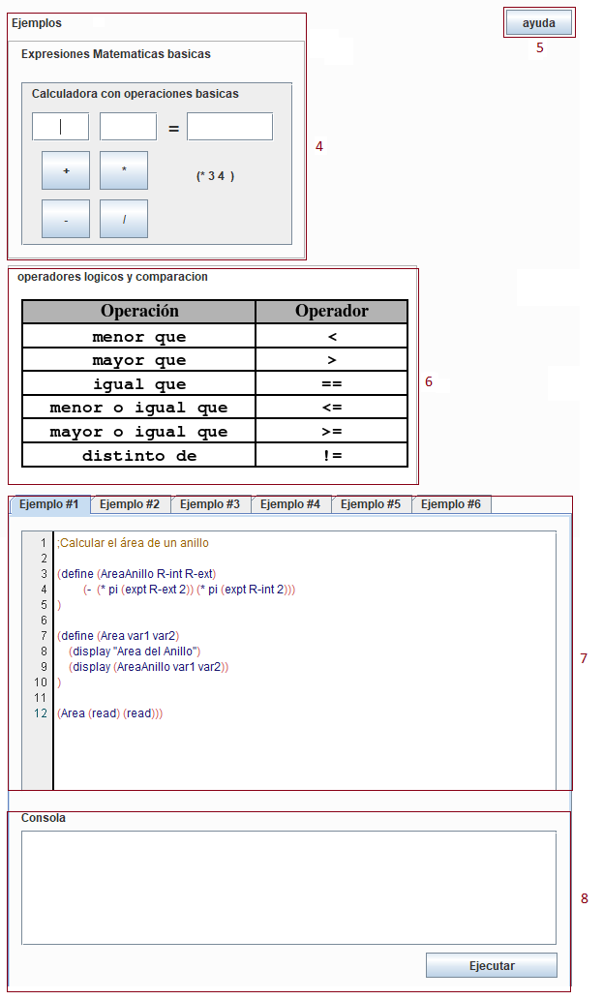 Ejemplos
ayuda
5
Expresiones Matematicas basicas
Calculadora con operaciones basicas
=
4
+ *
(* 3 4 )
- /
operadores logicos y comparacion
Operación Operador
menor que <
mayor que >
igual que ==
6
menor o igual que <=
mayor o igual que >=
distinto de !=
Ejemplo #1 Ejemplo #2 Ejemplo #3 Ejemplo #4 Ejemplo #5 Ejemplo #6
1 ;Calcular el área de un anillo
2
3 (define (AreaAnillo R-int R-ext)
4 (- (* pi (expt R-ext 2)) (* pi (expt R-int 2)))
5 )
6
7 (define (Area var1 var2)
8 (display "Area del Anillo")
7
9 (display (AreaAnillo var1 var2))
10 )
11
12 (Area (read) (read)))
Consola
8
Ejecutar